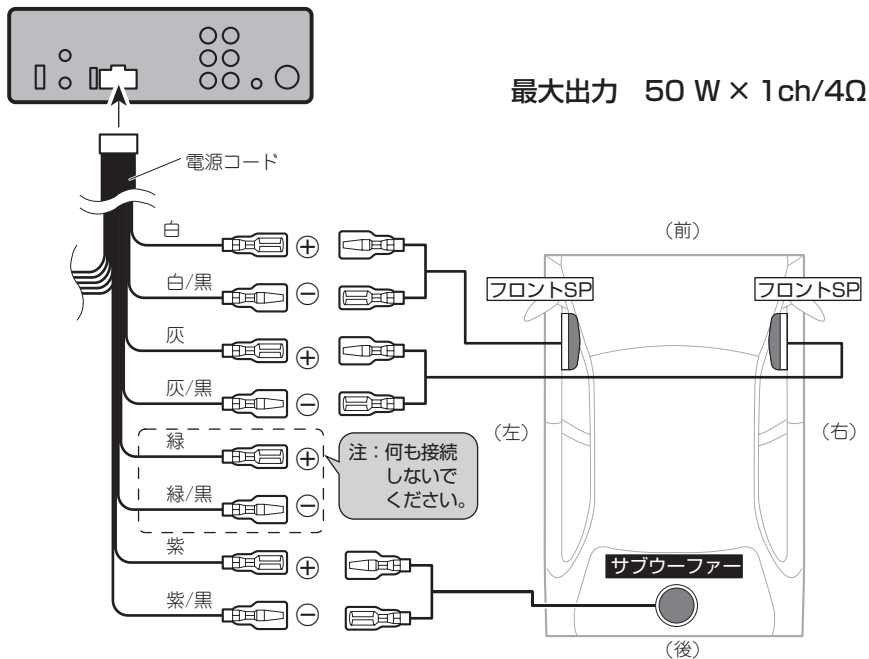 最大出力 50 W × 1ch/4Ω
電源コード
白
⊕
(前)
白/黒
⊖
フロントSP
フロントSP
灰
⊕
灰/黒
⊖
(左)
(右)
緑
⊕
注：何も接続
しないで
ください。
緑/黒
⊖
紫
⊕
サブウーファー
紫/黒
⊖
(後)